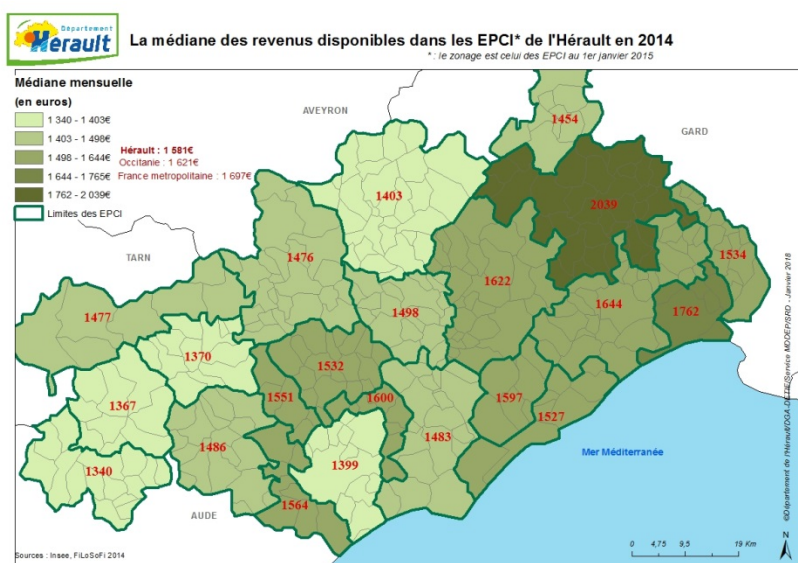 Département
Hérault
La médiane des revenus disponibles dans les EPCI* de l'Hérault en 2014
* : le zonage est celui des EPCI au 1er janvier 2015
Médiane mensuelle
(en euros)
1 340 - 1 403€
1 403 - 1 498€
1 498 - 1 644€
1 644 - 1 765€
1 762 - 2 039€
Limites des EPCI
Hérault : 1 581€
Occitanie : 1 621€
France metropolitaine : 1 697€
AVEYRON
GARD
TARN
AUDE
1454
1403
2039
1476
1622
1534
1477
1498
1644
1762
1370
1532
1551
1600
1597
1367
1527
1486
1483
1399
1340
1564
Mer Méditerranée
0 4,75 9,5 19 Km
N
Sources : Insee, FiLoSoFi 2014